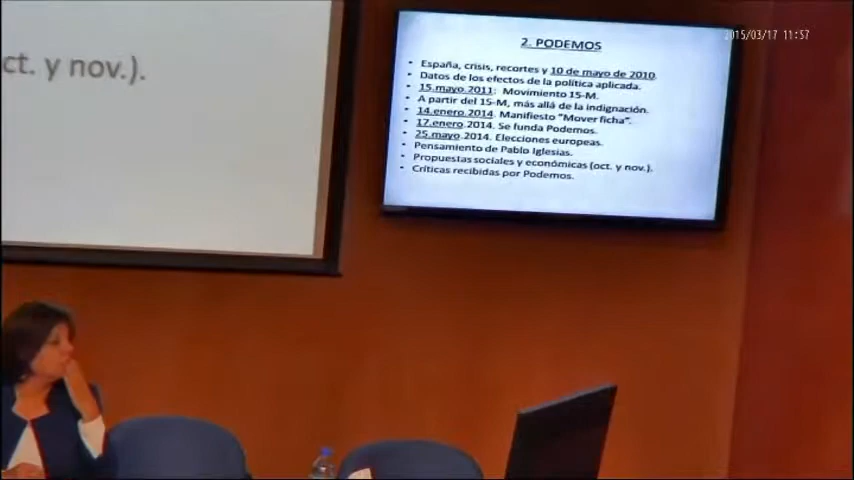 ct. y nov.).
2015/03/17 11:37
2. PODEMOS
• España, crisis, recortes y 10 de mayo de 2010.
• Datos de los efectos de la política aplicada.
• 15.mayo.2011: Movimiento 15-M.
• A partir del 15-M, más allá de la indignación.
• 14.enero.2014. Manifiesto "Mover ficha".
• 17.enero.2014. Se funda Podemos.
• 25.mayo.2014. Elecciones europeas.
• Pensamiento de Pablo Iglesias.
• Propuestas sociales y económicas (oct. y nov.).
• Críticas recibidas por Podemos.